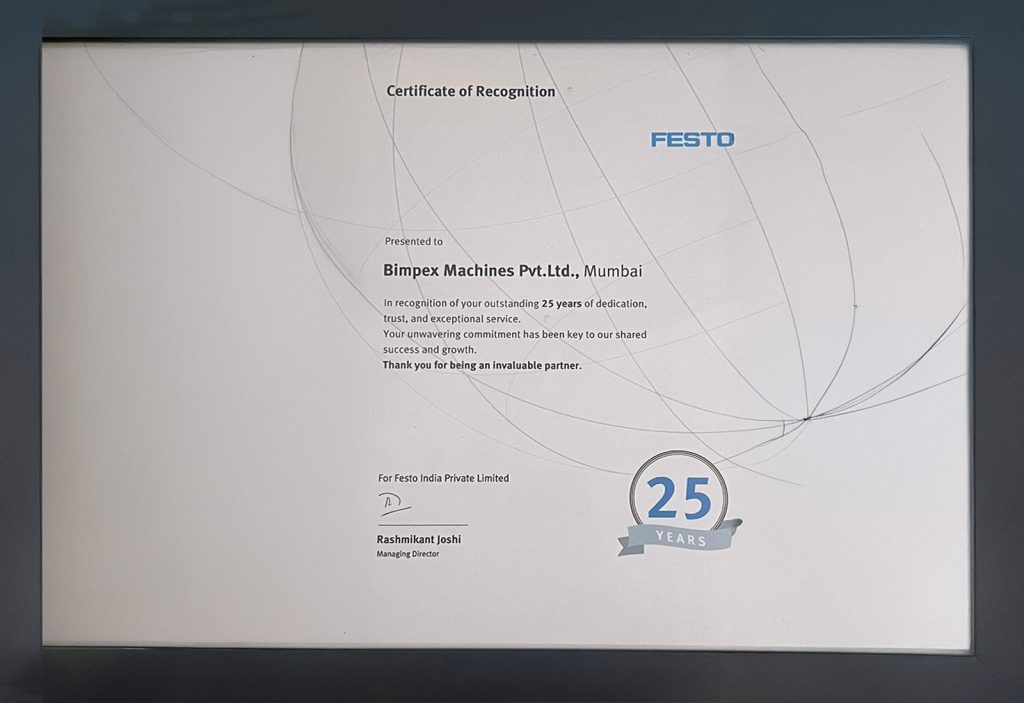 Certificate of Recognition
FESTO
Presented to
Bimpex Machines Pvt.Ltd., Mumbai
In recognition of your outstanding 25 years of dedication,
trust, and exceptional service.
Your unwavering commitment has been key to our shared
success and growth.
Thank you for being an invaluable partner.
For Festo India Private Limited
Rashmikant Joshi
Managing Director
25
YEARS